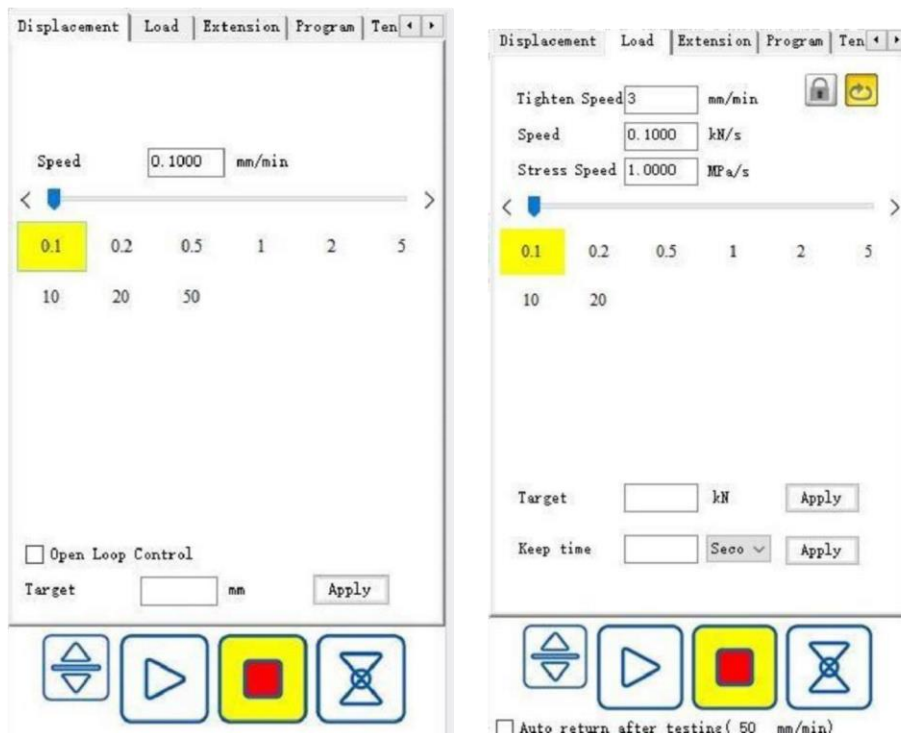 Displacement Load Extension Program Ten
Speed 0.1000 mm/min
0.1 0.2 0.5 1 2 5
10 20 50
Open Loop Control
Target mm Apply
Displacement Load Extension Program Ten
Tighten Speed 3 mm/min
Speed 0.1000 kN/s
Stress Speed 1.0000 MPa/s
0.1 0.2 0.5 1 2 5
10 20
Target kN Apply
Keep time Seco Apply
Auto return after testing( 50 mm/min)